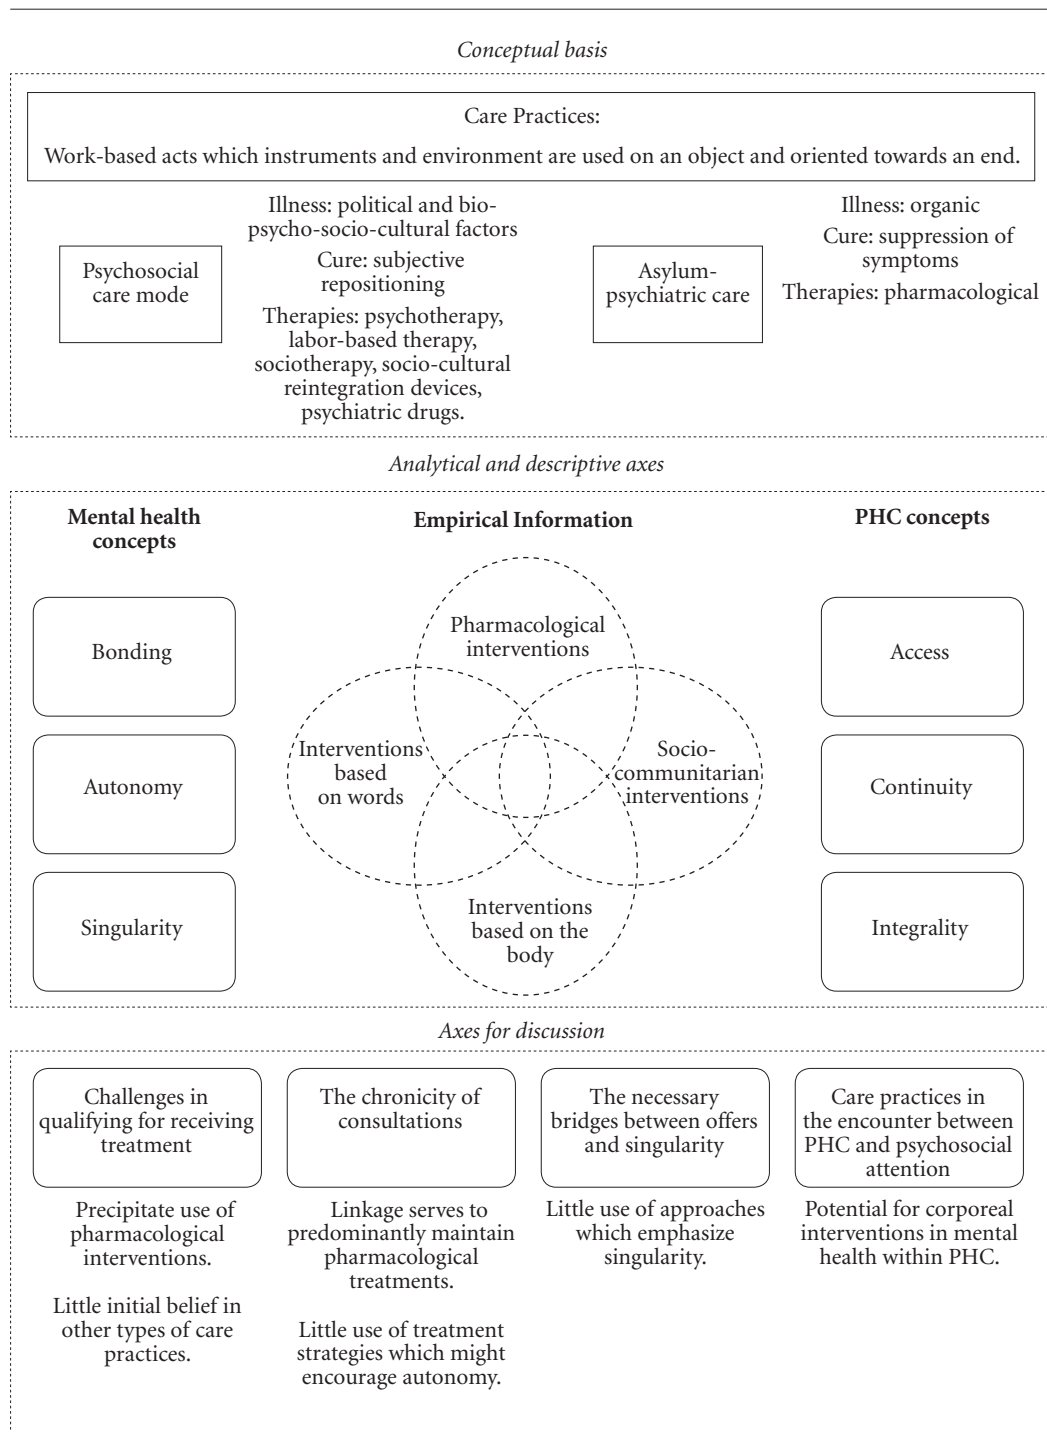 Conceptual basis
Care Practices:
Work-based acts which instruments and environment are used on an object and oriented towards an end.
Psychosocial
care mode
Illness: political and bio-
psycho-socio-cultural factors
Cure: subjective
repositioning
Therapies: psychotherapy,
labor-based therapy,
sociotherapy, socio-cultural
reintegration devices,
psychiatric drugs.
Asylum-
psychiatric care
Illness: organic
Cure: suppression of
symptoms
Therapies: pharmacological
Analytical and descriptive axes
Mental health
concepts
Bonding
Autonomy
Singularity
Empirical Information
Pharmacological
interventions
Interventions
based
on words
Socio-
communitarian
interventions
Interventions
based on the
body
PHC concepts
Access
Continuity
Integrality
Axes for discussion
Challenges in
qualifying for receiving
treatment
Precipitate use of
pharmacological
interventions.
Little initial belief in
other types of care
practices.
The chronicity of
consultations
Linkage serves to
predominantly maintain
pharmacological
treatments.
Little use of treatment
strategies which might
encourage autonomy.
The necessary
bridges between offers
and singularity
Little use of approaches
which emphasize
singularity.
Care practices in
the encounter between
PHC and psychosocial
attention
Potential for corporeal
interventions in mental
health within PHC.